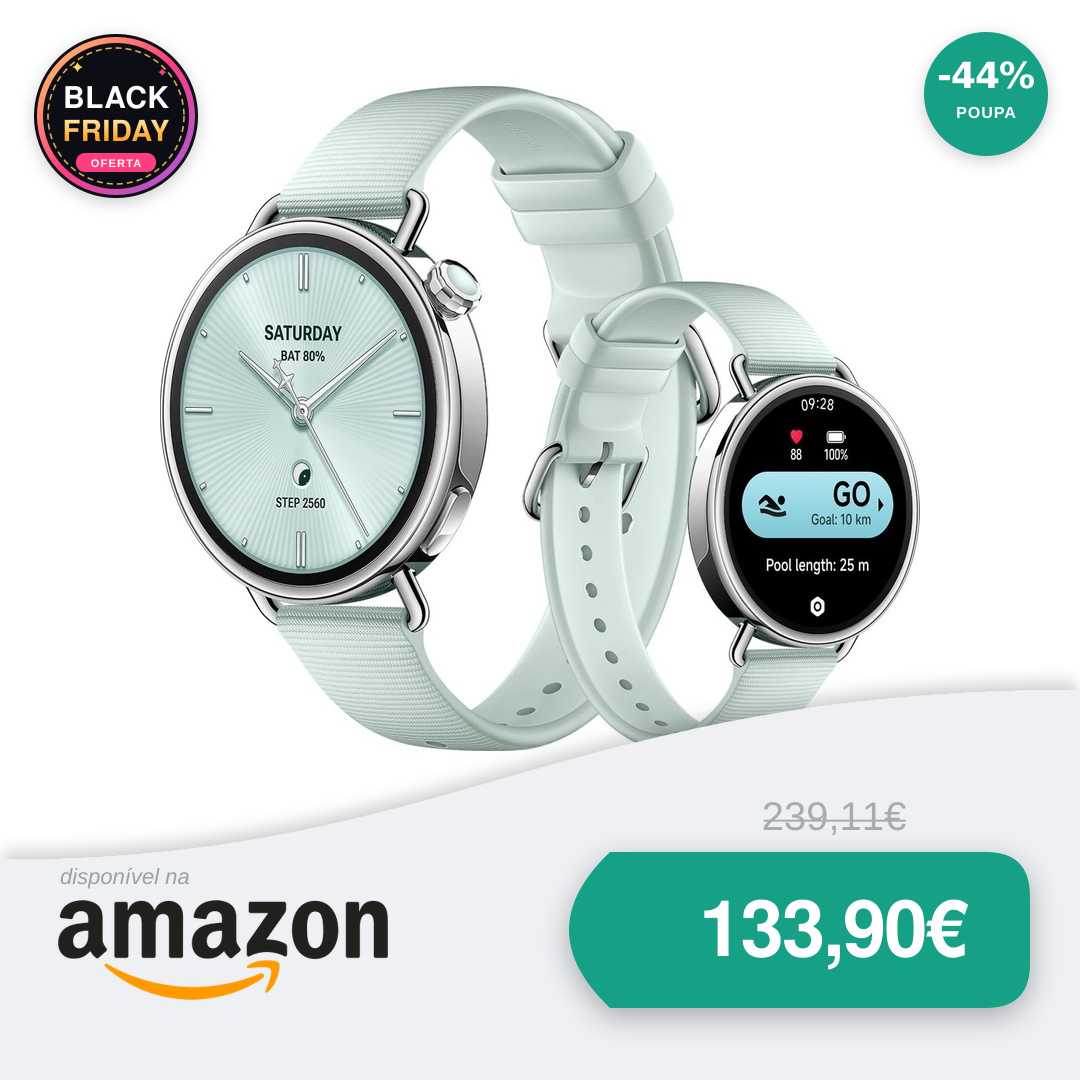 BLACK
FRIDAY
OFERTA
-44%
POUPA
SATURDAY
BAT 80%
STEP 2560
09:28
88 100%
GO
Goal: 10 km
Pool length: 25 m
239,11€
133,90€
disponível na
amazon